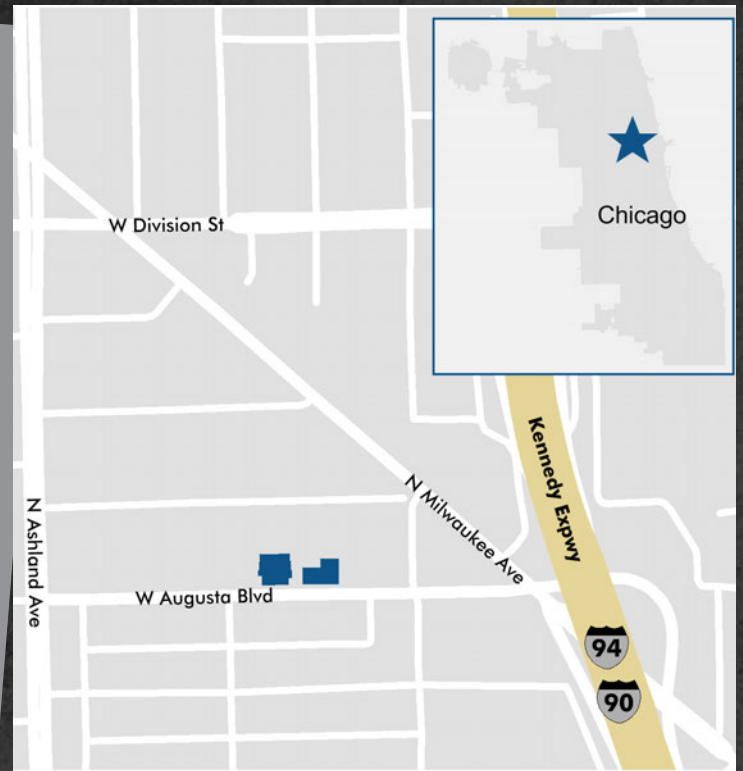 Chicago
W Division St
Kennedy Expwy
N Milwaukee Ave
N Ashland Ave
W Augusta Blvd
94
90